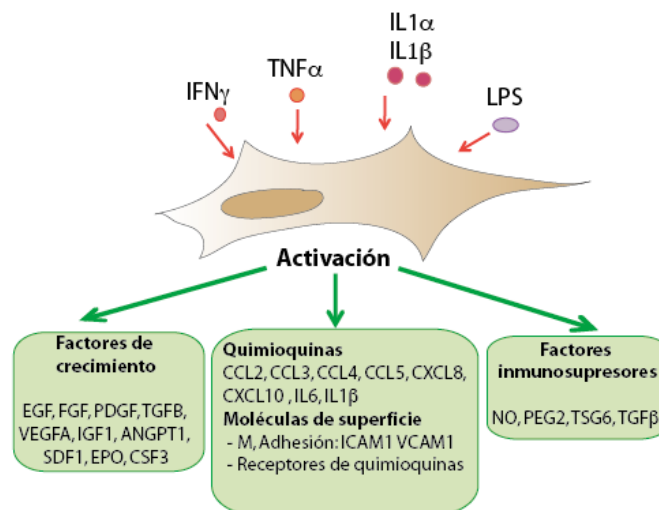 IL1α
IL1β
TNFα
IFNγ
LPS
Activación
Factores de
crecimiento
EGF, FGF, PDGF, TGFB,
VEGFA, IGF1, ANGPT1,
SDF1, EPO, CSF3
Quimioquinas
CCL2, CCL3, CCL4, CCL5, CXCL8,
CXCL10 , IL6, IL1β
Moléculas de superficie
- M, Adhesión: ICAM1 VCAM1
- Receptores de quimioquinas
Factores
inmunosupresores
NO, PEG2, TSG6, TGFβ